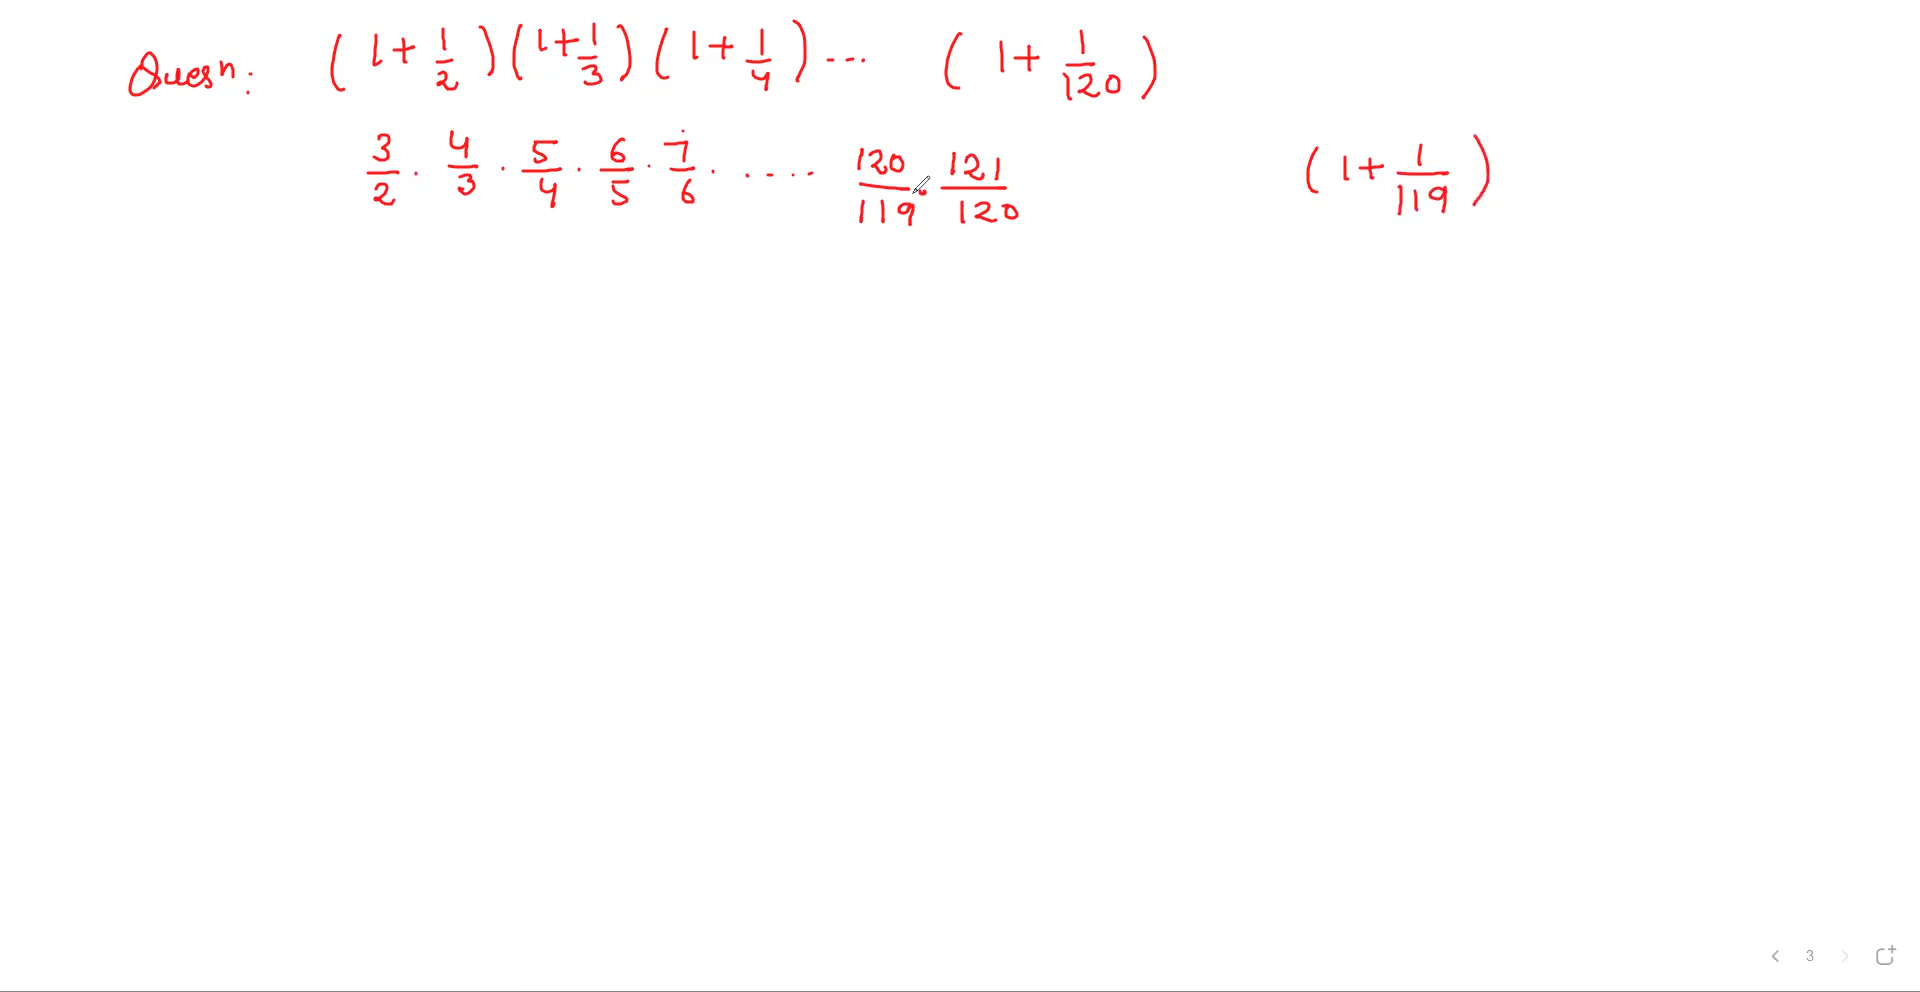 Quesn: (1+1/2)(1+1/3)(1+1/4)... (1+1/120)
3/2 . 4/3 . 5/4 . 6/5 . 7/6 . ..... 120/119 . 121/120 (1+1/119)
3